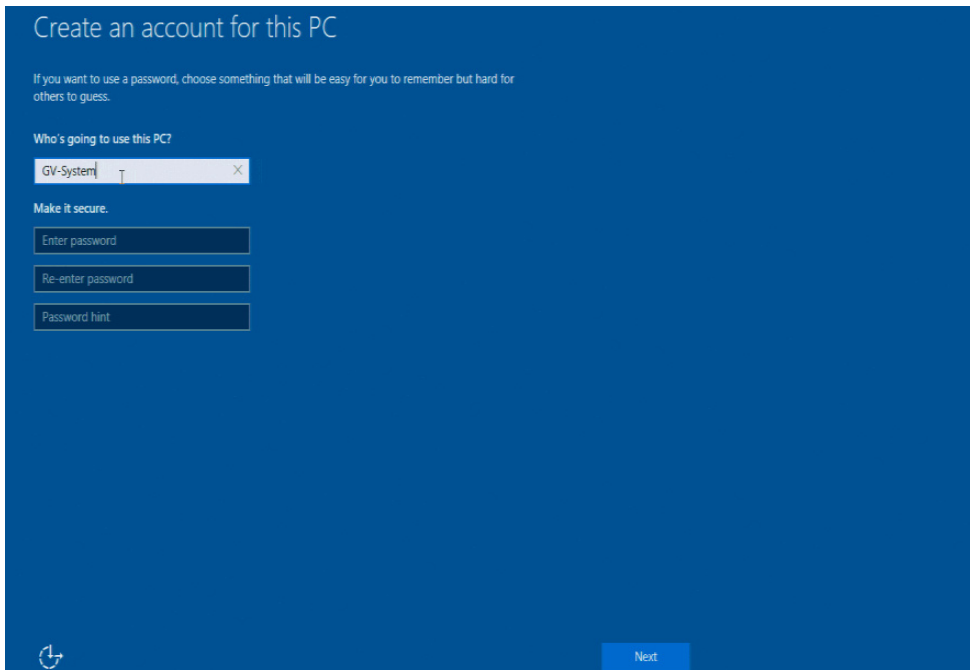 Create an account for this PC
If you want to use a password, choose something that will be easy for you to remember but hard for
others to guess.
Who's going to use this PC?
GV-System
Make it secure.
Enter password
Re-enter password
Password hint
Next